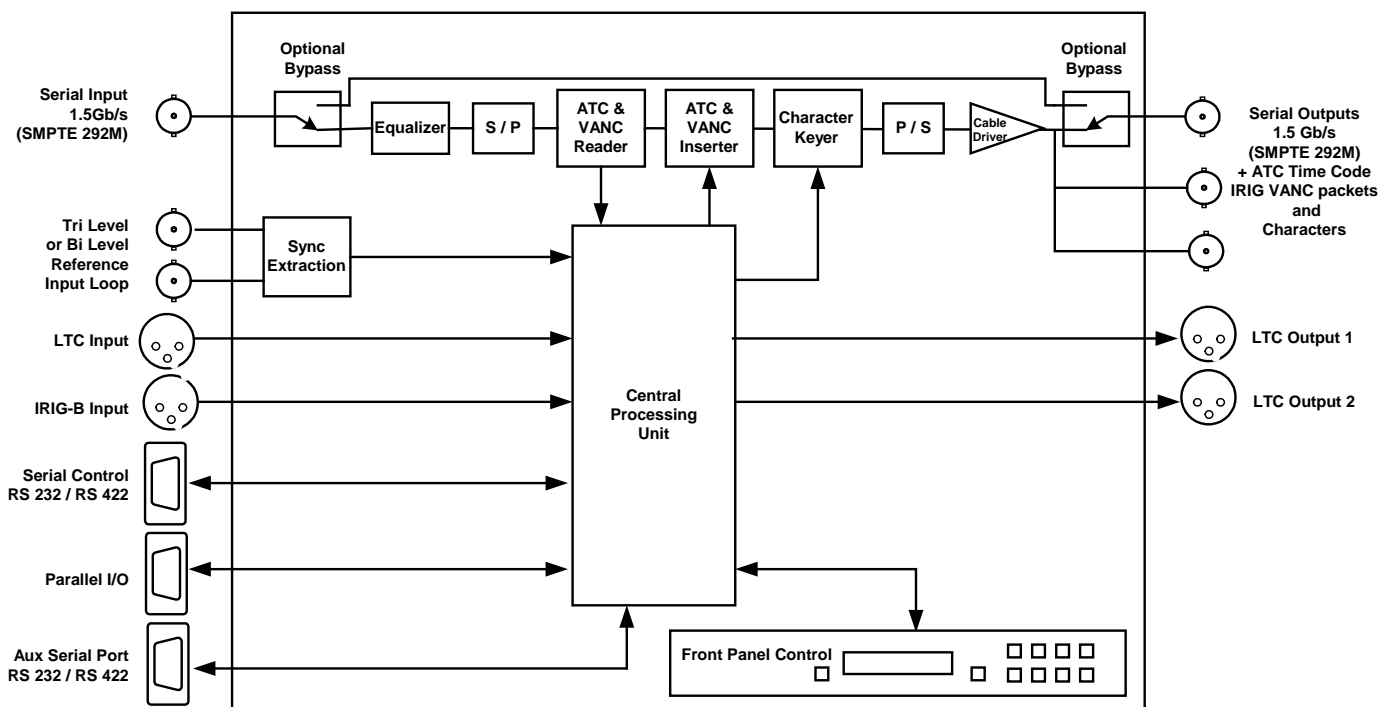 Optional
Bypass
Optional
Bypass
Serial Input
1.5Gb/s
(SMPTE 292M)
Equalizer
S / P
ATC &
VANC
Reader
ATC &
VANC
Inserter
Character
Keyer
P / S
Cable
Driver
Serial Outputs
1.5 Gb/s
(SMPTE 292M)
+ ATC Time Code
IRIG VANC packets
and
Characters
Tri Level
or Bi Level
Reference
Input Loop
Sync
Extraction
LTC Input
LTC Output 1
IRIG-B Input
Central
Processing
Unit
LTC Output 2
Serial Control
RS 232 / RS 422
Parallel I/O
Aux Serial Port
RS 232 / RS 422
Front Panel Control